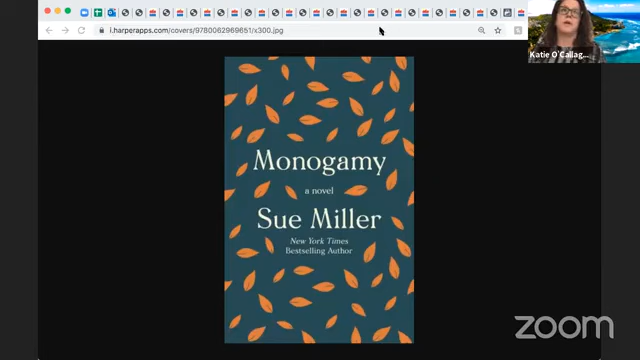 i.harperapps.com/covers/9780062969651/x300.jpg
Katie O'Callag...
Monogamy
a novel
Sue Miller
New York Times
Bestselling Author
zoom